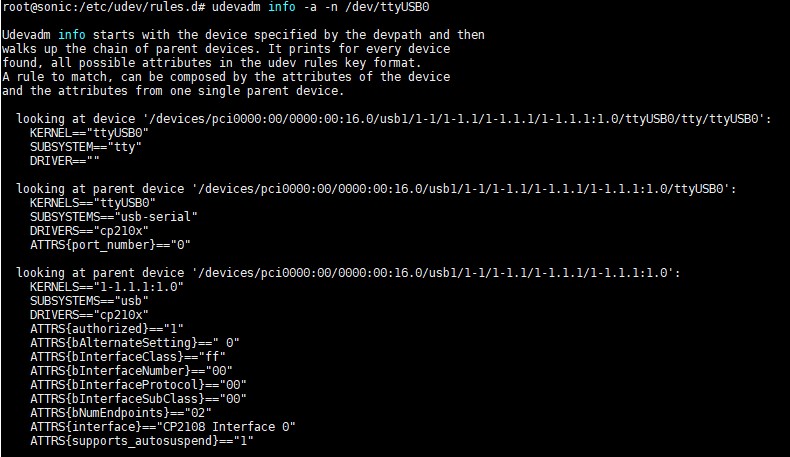 root@sonic:/etc/udev/rules.d# udevadm info -a -n /dev/ttyUSB0
Udevadm info starts with the device specified by the devpath and then
walks up the chain of parent devices. It prints for every device
found, all possible attributes in the udev rules key format.
A rule to match, can be composed by the attributes of the device
and the attributes from one single parent device.
looking at device '/devices/pci0000:00/0000:00:16.0/usb1/1-1/1-1.1/1-1.1.1/1-1.1.1:1.0/ttyUSB0/tty/ttyUSB0':
KERNEL=="ttyUSB0"
SUBSYSTEM=="tty"
DRIVER==""
looking at parent device '/devices/pci0000:00/0000:00:16.0/usb1/1-1/1-1.1/1-1.1.1/1-1.1.1:1.0/ttyUSB0':
KERNELS=="ttyUSB0"
SUBSYSTEMS=="usb-serial"
DRIVERS=="cp210x"
ATTRS{port_number}=="0"
looking at parent device '/devices/pci0000:00/0000:00:16.0/usb1/1-1/1-1.1/1-1.1.1/1-1.1.1:1.0':
KERNELS=="1-1.1.1:1.0"
SUBSYSTEMS=="usb"
DRIVERS=="cp210x"
ATTRS{authorized}=="1"
ATTRS{bAlternateSetting}==" 0"
ATTRS{bInterfaceClass}=="ff"
ATTRS{bInterfaceNumber}=="00"
ATTRS{bInterfaceProtocol}=="00"
ATTRS{bInterfaceSubClass}=="00"
ATTRS{bNumEndpoints}=="02"
ATTRS{interface}=="CP2108 Interface 0"
ATTRS{supports_autosuspend}=="1"